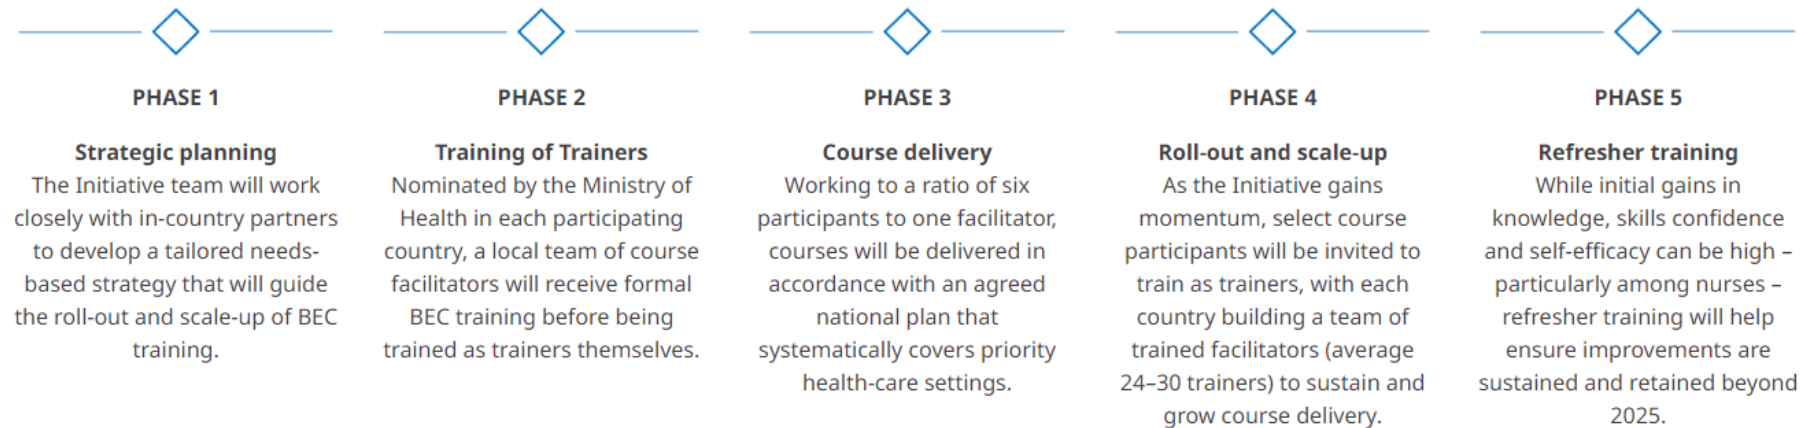 PHASE 1
Strategic planning
The Initiative team will work
closely with in-country partners
to develop a tailored needs-
based strategy that will guide
the roll-out and scale-up of BEC
training.
PHASE 2
Training of Trainers
Nominated by the Ministry of
Health in each participating
country, a local team of course
facilitators will receive formal
BEC training before being
trained as trainers themselves.
PHASE 3
Course delivery
Working to a ratio of six
participants to one facilitator,
courses will be delivered in
accordance with an agreed
national plan that
systematically covers priority
health-care settings.
PHASE 4
Roll-out and scale-up
As the Initiative gains
momentum, select course
participants will be invited to
train as trainers, with each
country building a team of
trained facilitators (average
24–30 trainers) to sustain and
grow course delivery.
PHASE 5
Refresher training
While initial gains in
knowledge, skills confidence
and self-efficacy can be high –
particularly among nurses –
refresher training will help
ensure improvements are
sustained and retained beyond
2025.